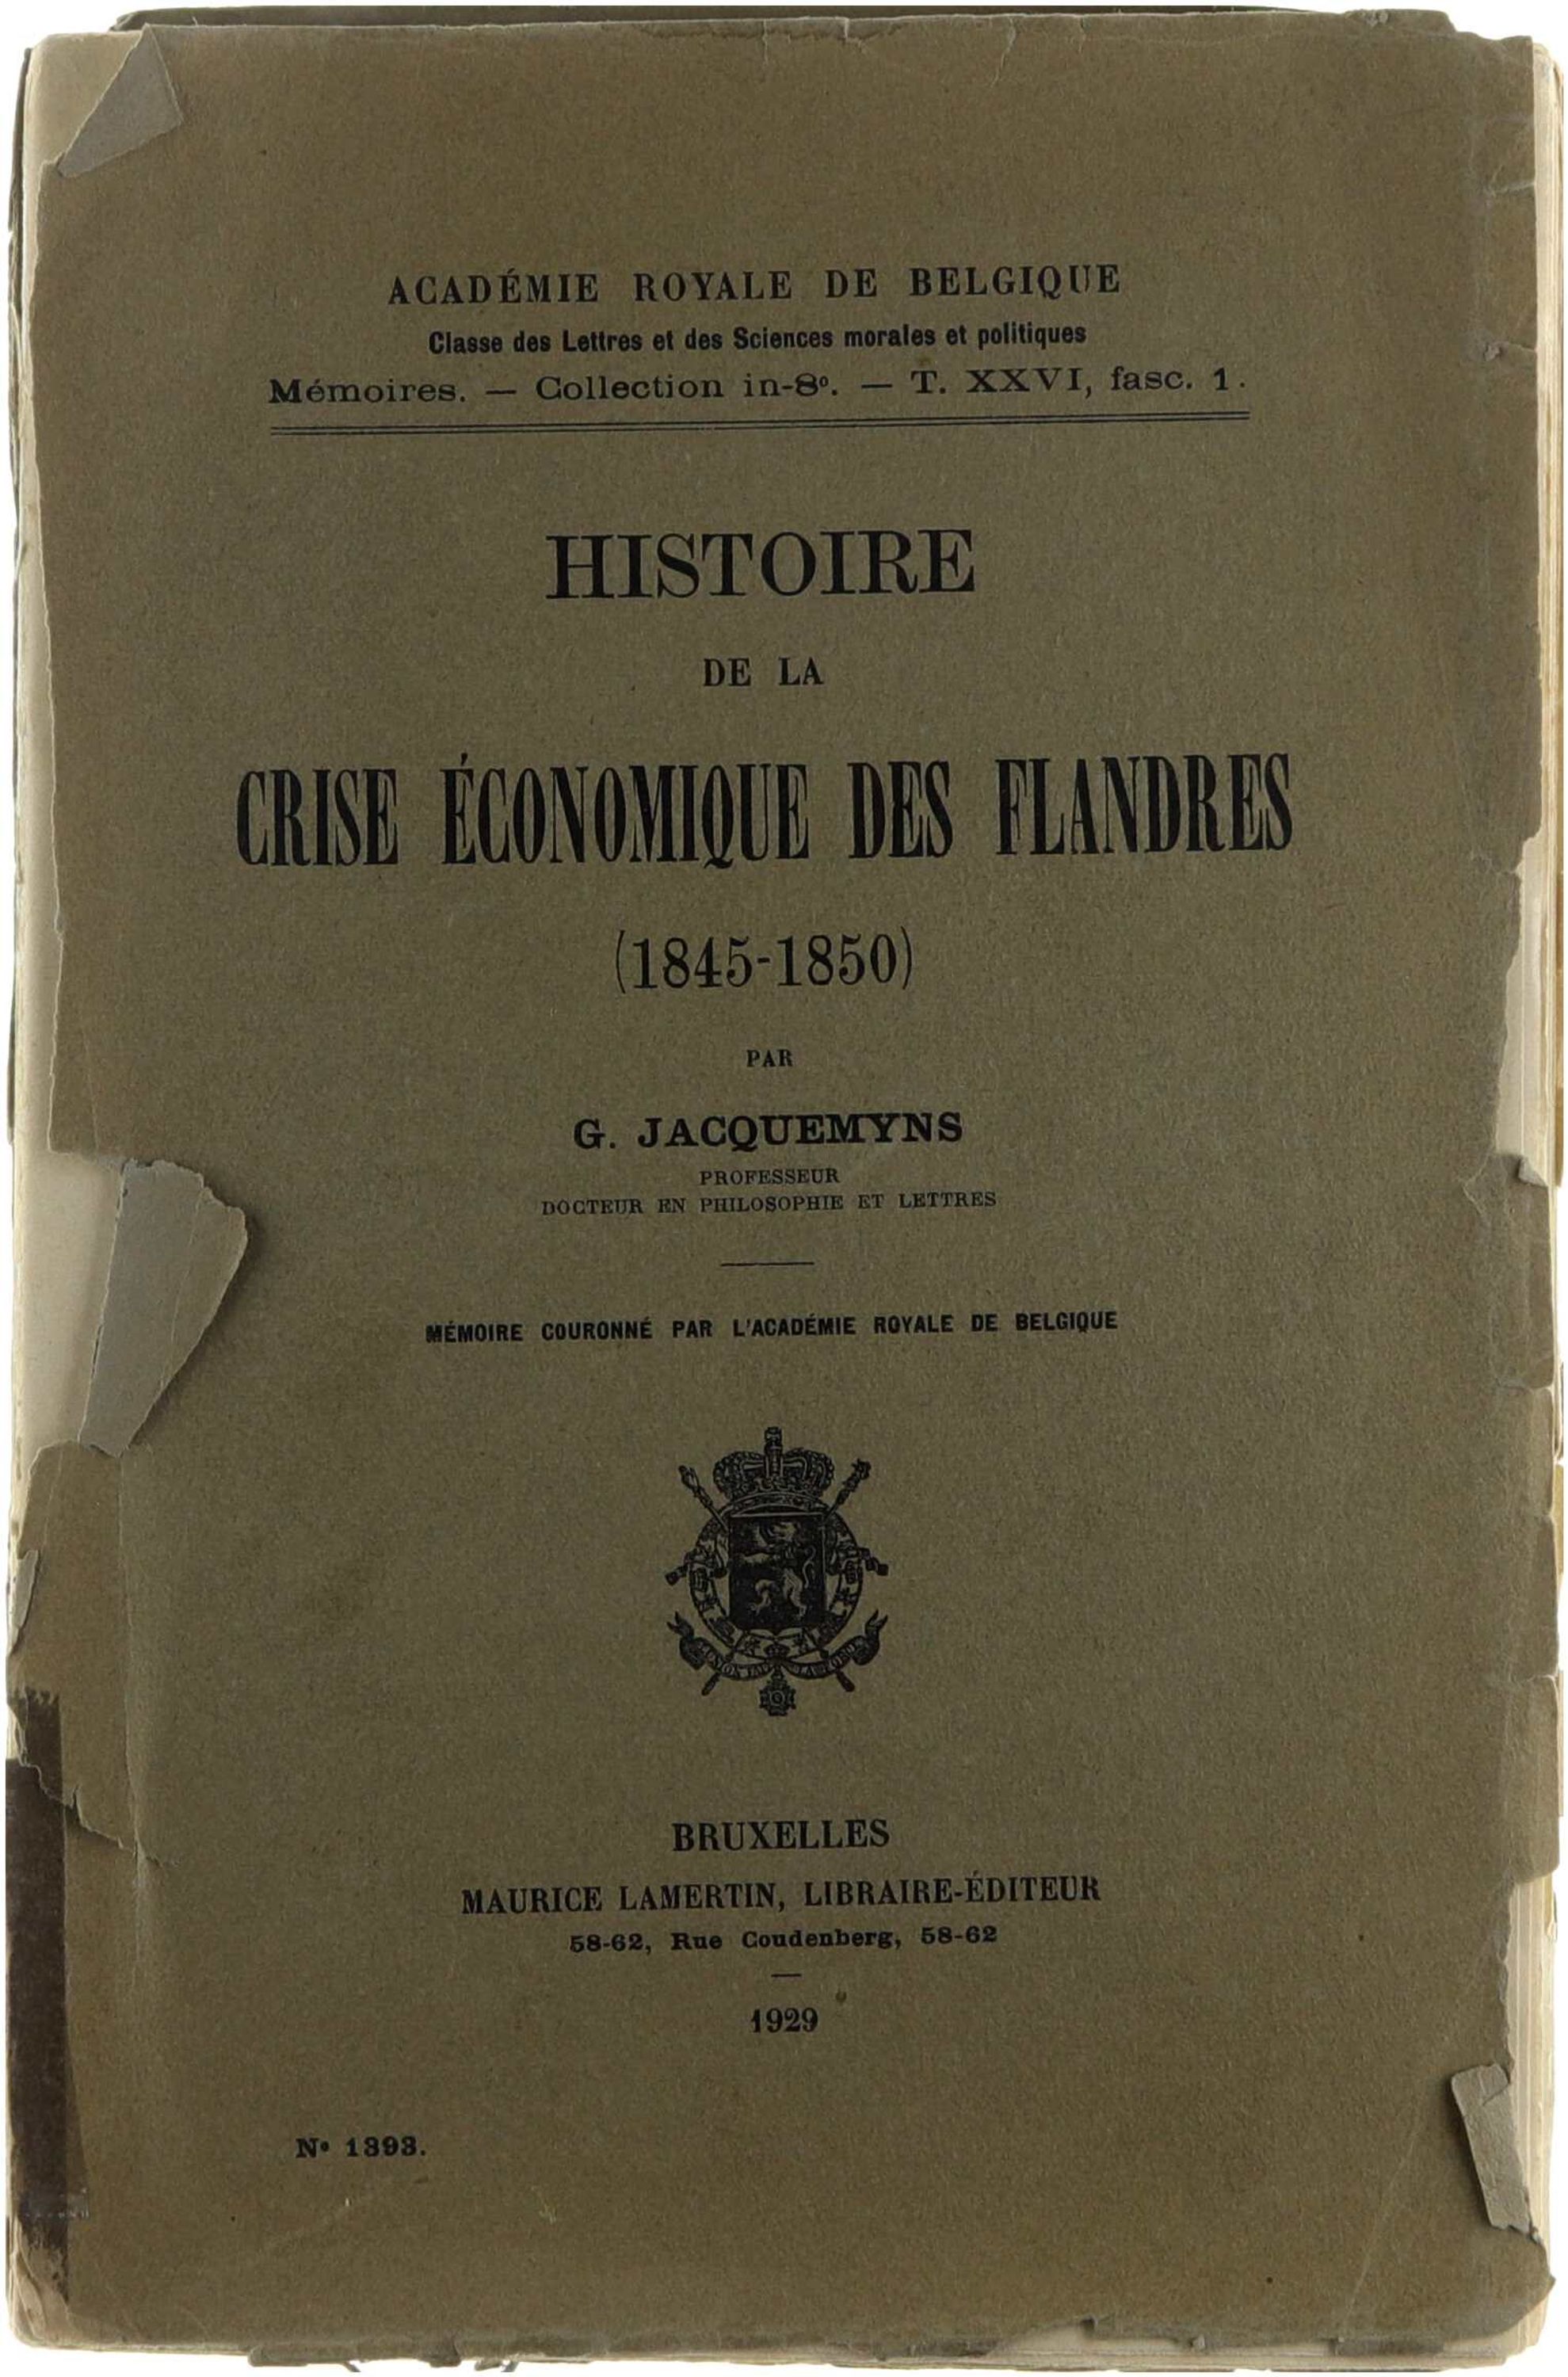 ACADÉMIE ROYALE DE BELGIQUE
Classe des Lettres et des Sciences morales et politiques
Mémoires. — Collection in-8º. — T. XXVI, fasc. 1.
HISTOIRE
DE LA
CRISE ÉCONOMIQUE DES FLANDRES
(1845-1850)
PAR
G. JACQUEMYNS
PROFESSEUR
DOCTEUR EN PHILOSOPHIE ET LETTRES
MÉMOIRE COURONNÉ PAR L'ACADÉMIE ROYALE DE BELGIQUE
BRUXELLES
MAURICE LAMERTIN, LIBRAIRE-ÉDITEUR
58-62, Rue Coudenberg, 58-62
1929
Nº 1393.